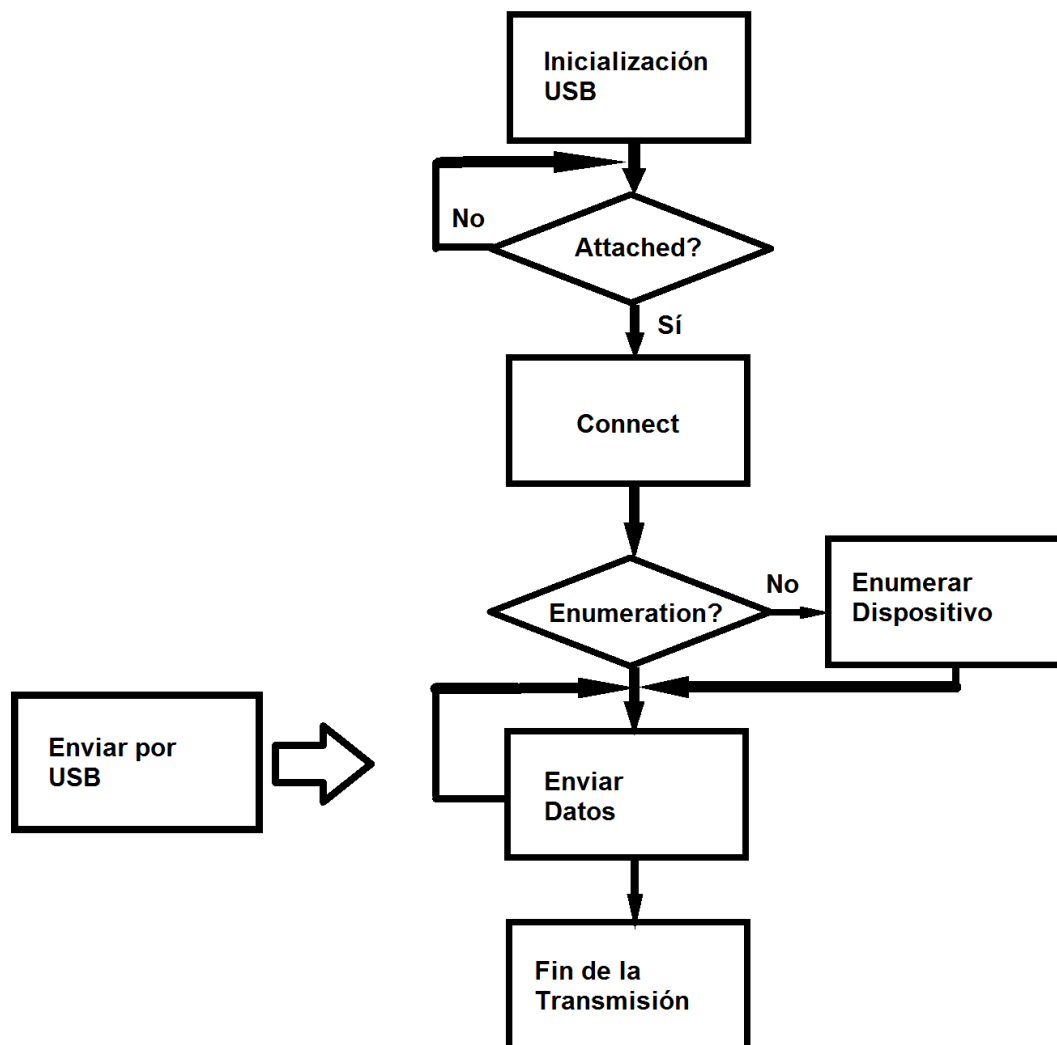 Inicialización
USB
No
Attached?
Sí
Connect
No
Enumeration?
Enumerar
Dispositivo
Enviar por
USB
Enviar
Datos
Fin de la
Transmisión